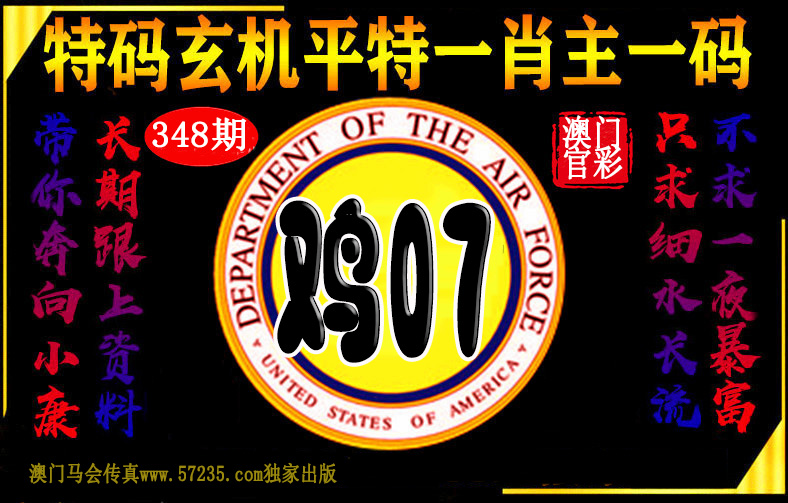 特码玄机平特一肖主一码
348期
澳门
官彩
长期跟上资料
带你奔向小康
不求一夜暴富
只求细水长流
DEPARTMENT OF THE AIR FORCE
鸡07
UNITED STATES OF AMERICA
澳门马会传真www.57235.com独家出版